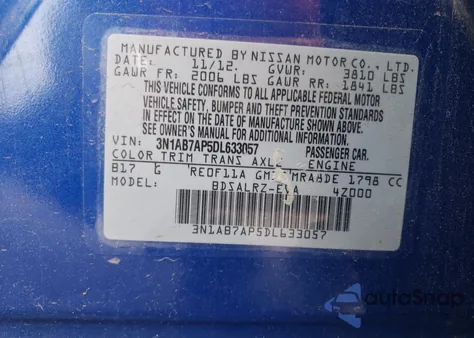 MANUFACTURED BY NISSAN MOTOR CO., LTD.
DATE: 11/12. GVWR: 3810 LBS
GAWR FR: 2006 LBS GAWR RR: 1841 LBS
THIS VEHICLE CONFORMS TO ALL APPLICABLE FEDERAL MOTOR
VEHICLE SAFETY, BUMPER AND THEFT PREVENTION STANDARDS
IN EFFECT ON THE DATE OF MANUFACTURE SHOWN ABOVE. SEE
OWNER'S MANUAL FOR ADDITIONAL INFORMATION.
VIN: 3N1AB7AP5DL633057 PASSENGER CAR.
COLOR TRIM TRANS AXLE ENGINE
B17 G RE0F11A 1798 CC
MODEL: 4Z000
3N1AB7AP5DL633057
autoSnap